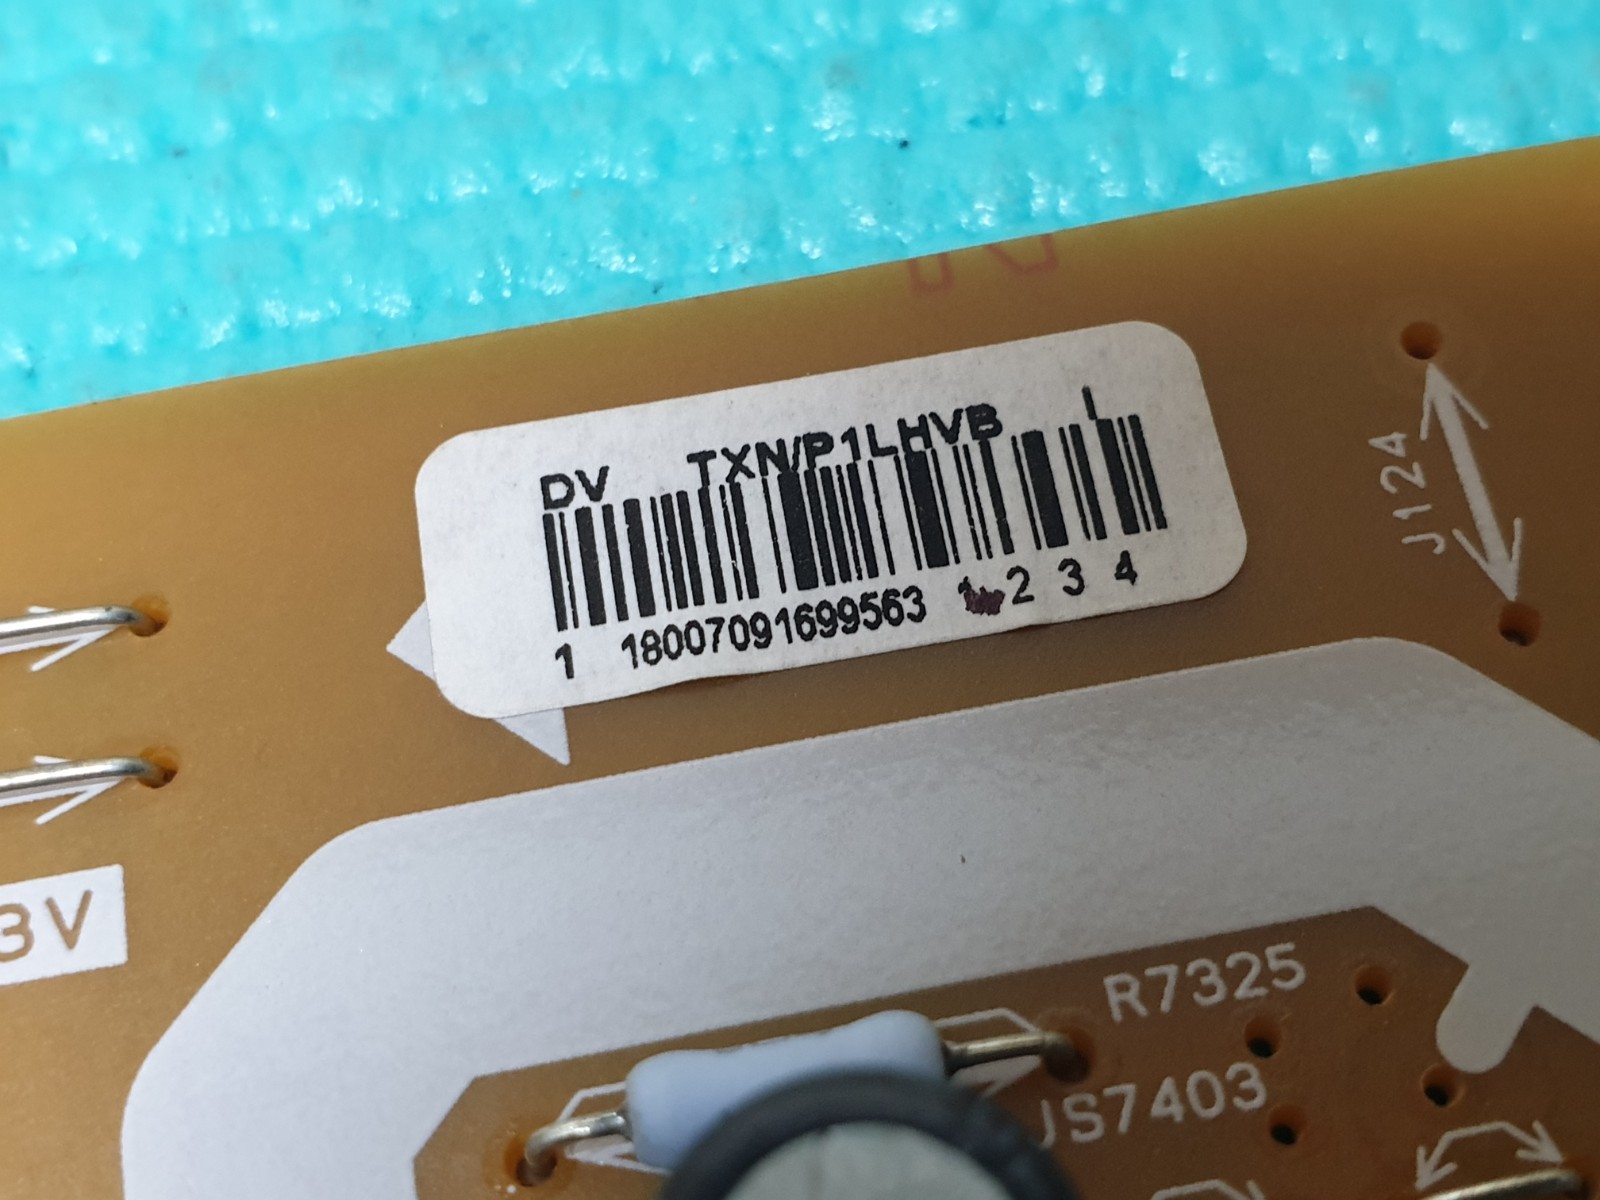 DV TXN/P1LHVB L
1 18007091699563 1 2 3 4
J124
3V
R7325
JS7403